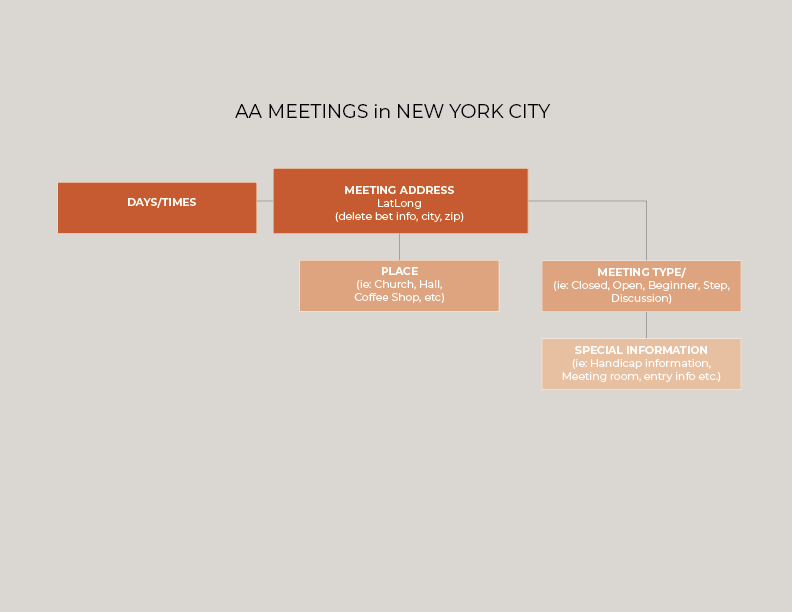 AA MEETINGS in NEW YORK CITY
DAYS/TIMES
MEETING ADDRESS
LatLong
(delete bet info, city, zip)
PLACE
(ie: Church, Hall,
Coffee Shop, etc)
MEETING TYPE/
(ie: Closed, Open, Beginner, Step,
Discussion)
SPECIAL INFORMATION
(ie: Handicap information,
Meeting room, entry info etc.)